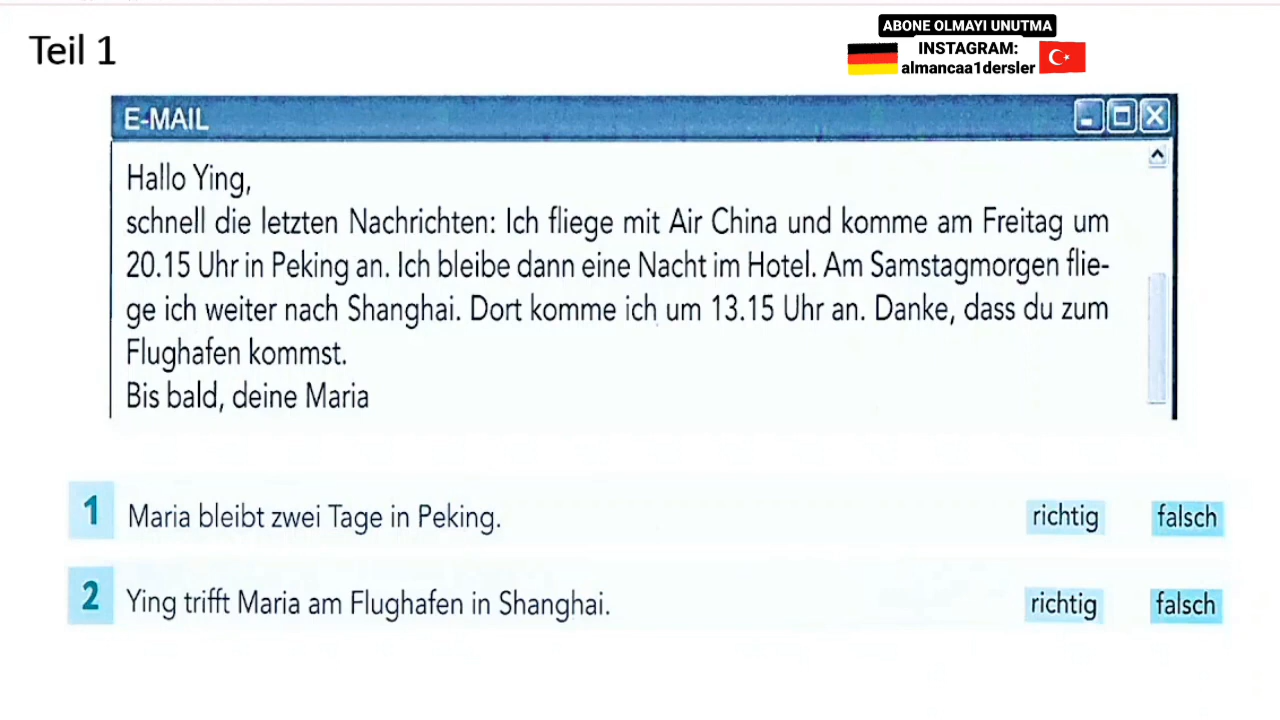 Teil 1
ABONE OLMAYI UNUTMA
INSTAGRAM:
almancaa1dersler
E-MAIL
Hallo Ying,
schnell die letzten Nachrichten: Ich fliege mit Air China und komme am Freitag um
20.15 Uhr in Peking an. Ich bleibe dann eine Nacht im Hotel. Am Samstagmorgen flie-
ge ich weiter nach Shanghai. Dort komme ich um 13.15 Uhr an. Danke, dass du zum
Flughafen kommst.
Bis bald, deine Maria
1 Maria bleibt zwei Tage in Peking. richtig falsch
2 Ying trifft Maria am Flughafen in Shanghai. richtig falsch